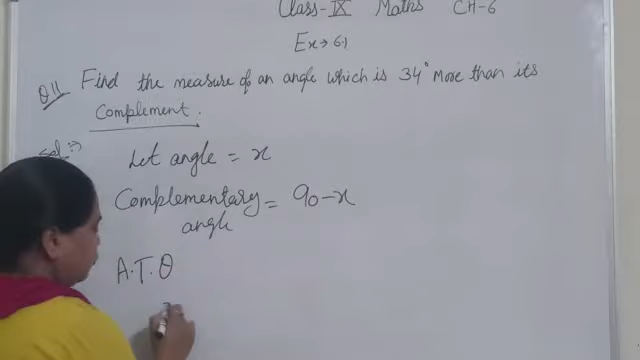 Class-IX Maths CH-6
Ex→6.1
Q11 Find the measure of an angle which is 34° More than its
Complement.
Sol:→
Let angle = x
Complementary = 90-x
angle
A.T.Q